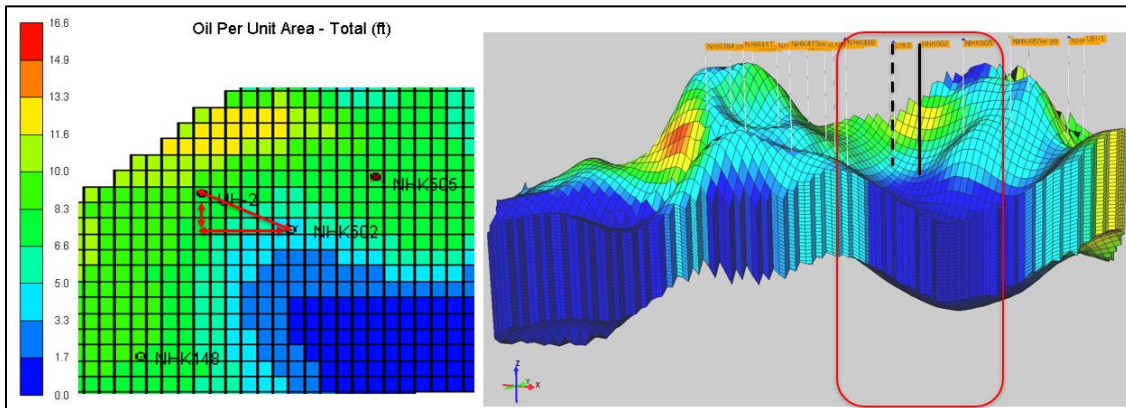 Oil Per Unit Area - Total (ft)
16.6
14.9
13.3
11.6
10.0
8.3
6.6
5.0
3.3
1.7
0.0
UH-2
NHK505
NHK502
NHK148
NHK499
UH-2
NHK502
NHK505
UH-1
Z
Y
X